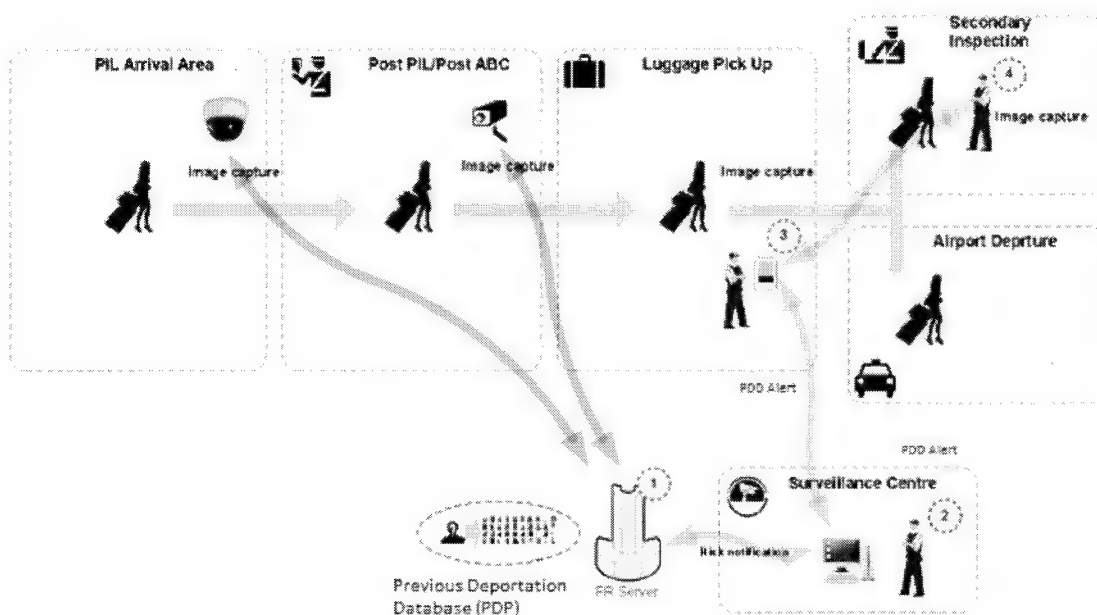 PIL Arrival Area
Image capture
Post PIL/Post ABC
Image capture
Luggage Pick Up
Image capture
3
Secondary
Inspection
4
Image capture
Airport Deprture
PDD Alert
PDD Alert
1
FR Server
Previous Deportation
Database (PDP)
Surveillance Centre
2
Risk notification